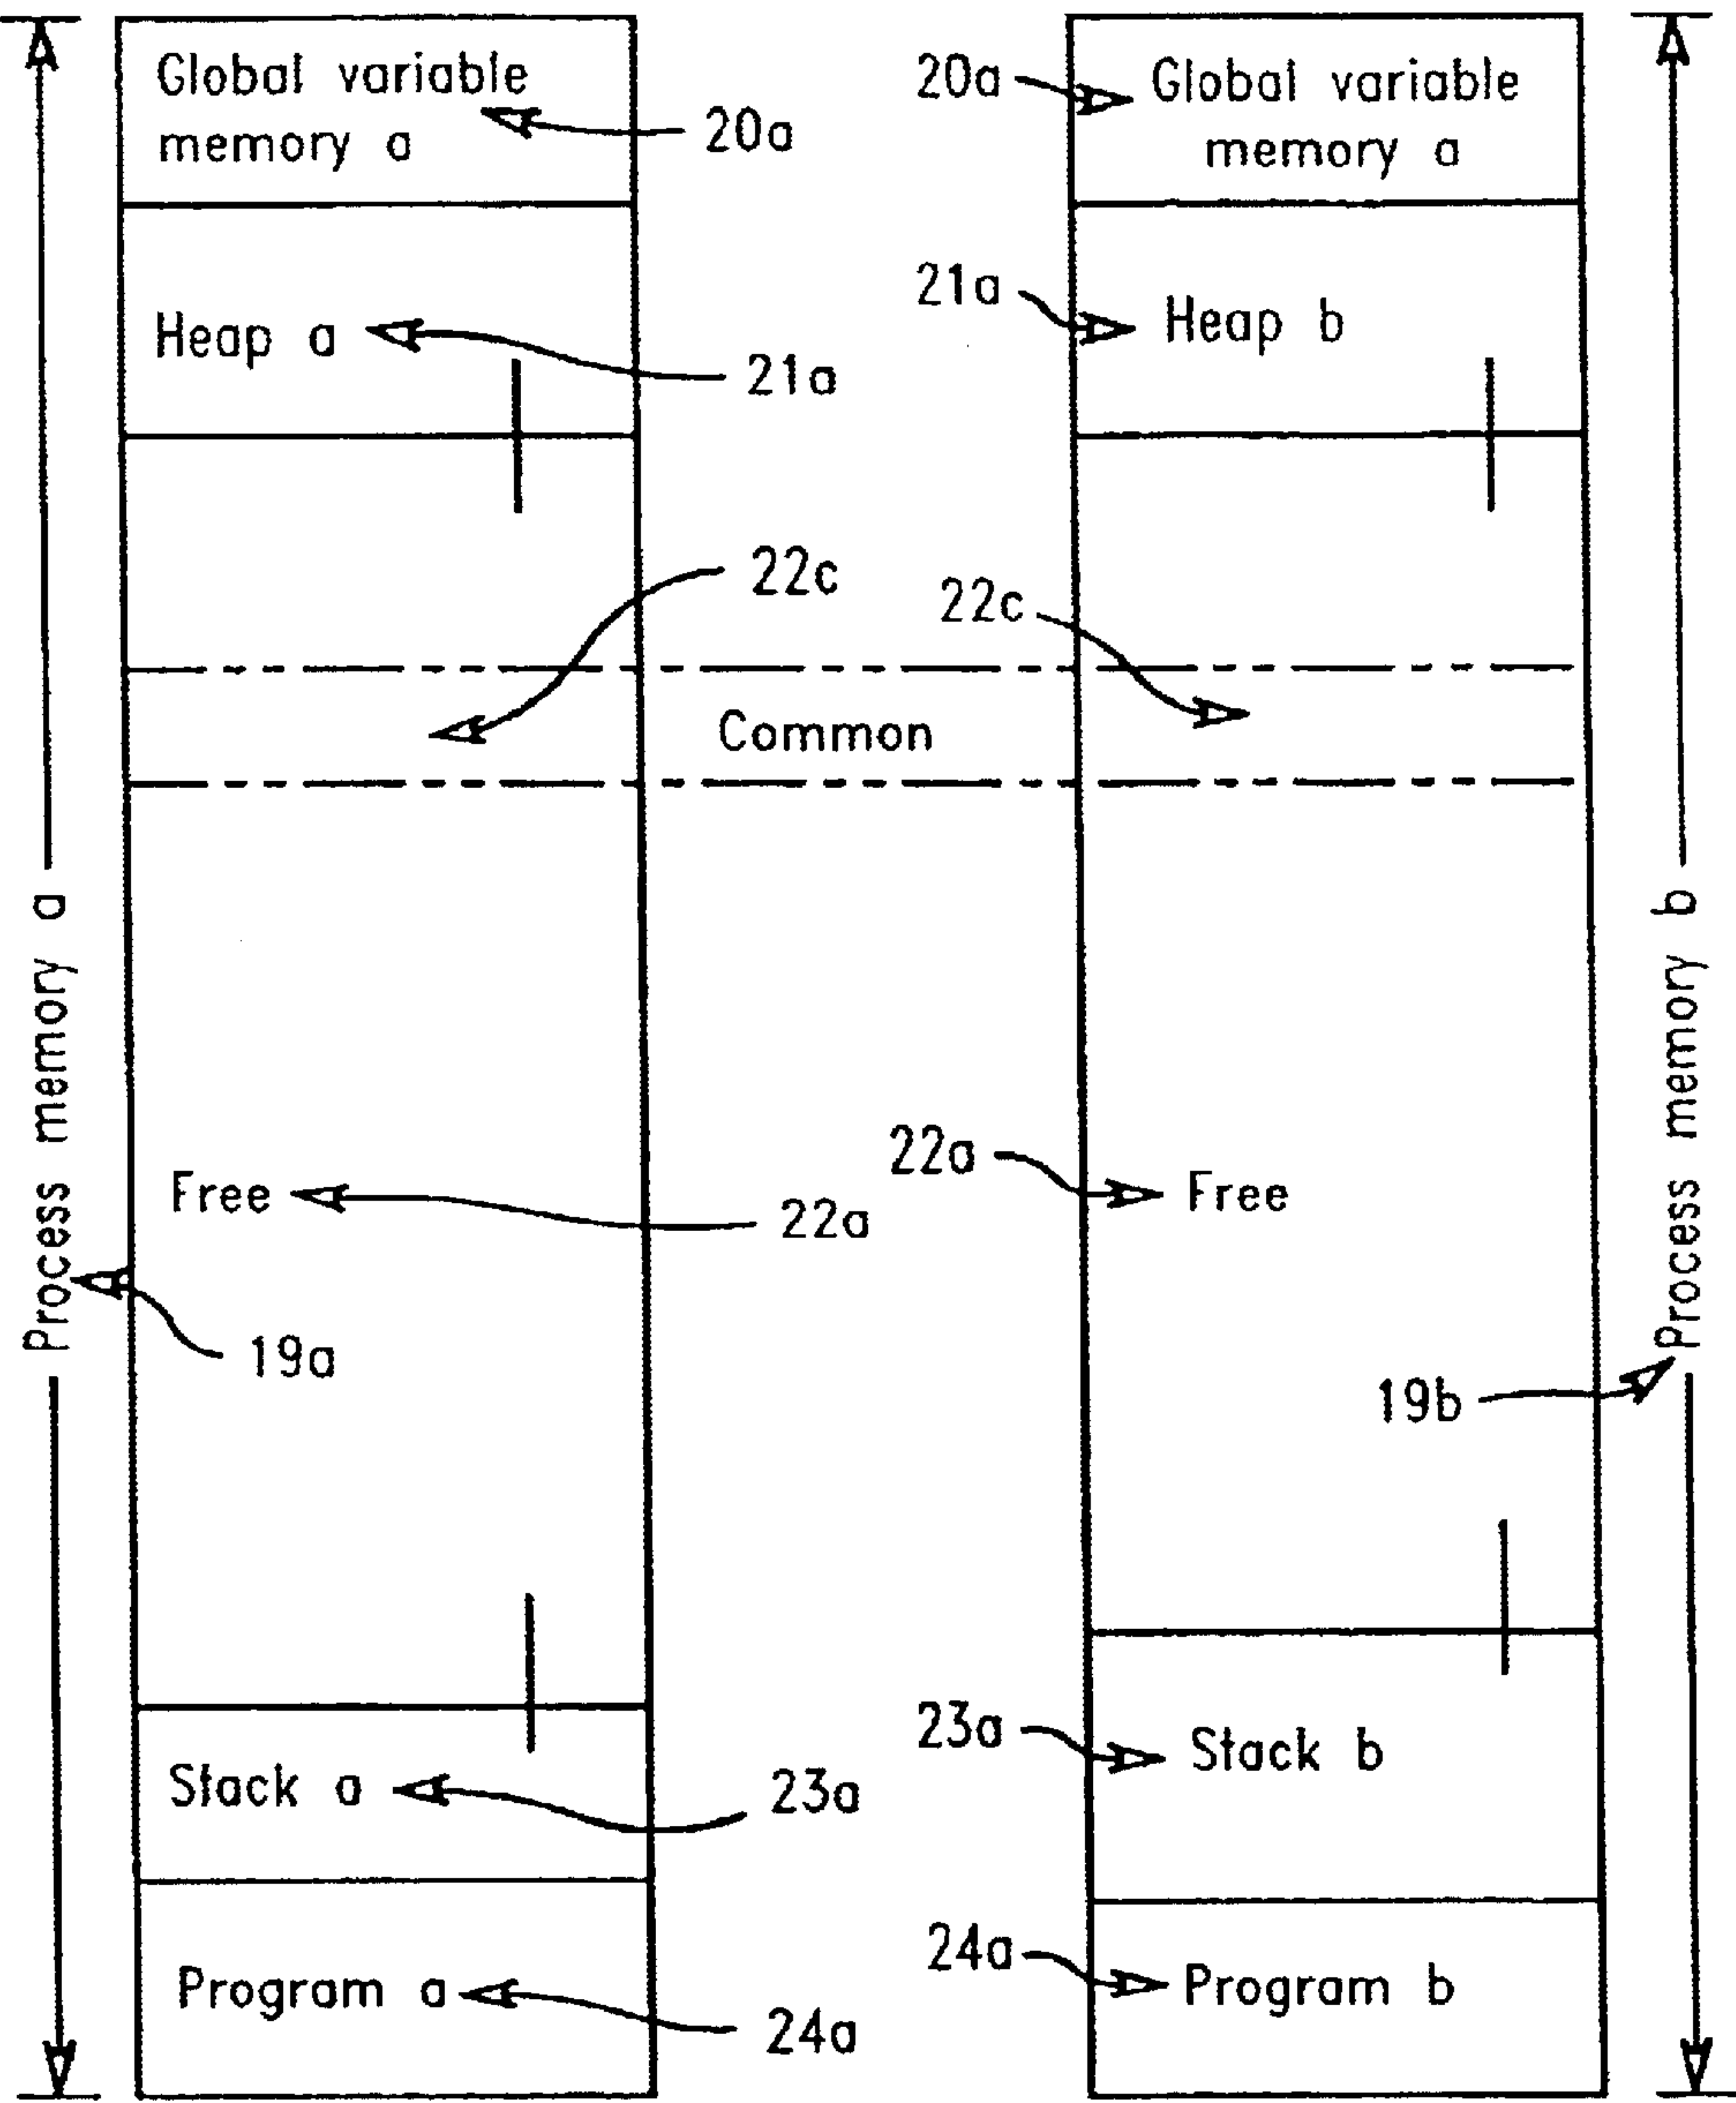 Process memory a
19a
Global variable
memory a
20a
Heap a
21a
22c
Common
Free
22a
Stack a
23a
Program a
24a
20a
Global variable
memory a
21a
Heap b
22c
22a
Free
19b
23a
Stack b
24a
Program b
Process memory b